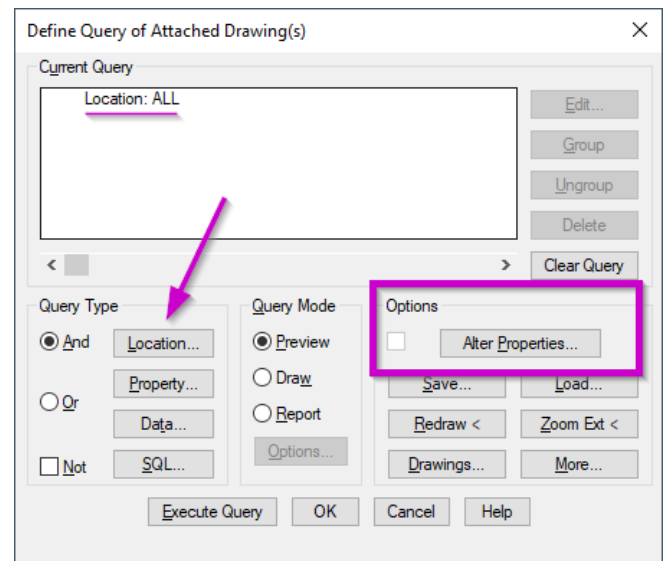 Define Query of Attached Drawing(s)
Current Query
Location: ALL
Edit...
Group
Ungroup
Delete
Clear Query
Query Type
And
Or
Not
Location...
Property...
Data...
SQL...
Query Mode
Preview
Draw
Report
Options...
Options
Alter Properties...
Save...
Load...
Redraw <
Zoom Ext <
Drawings...
More...
Execute Query
OK
Cancel
Help